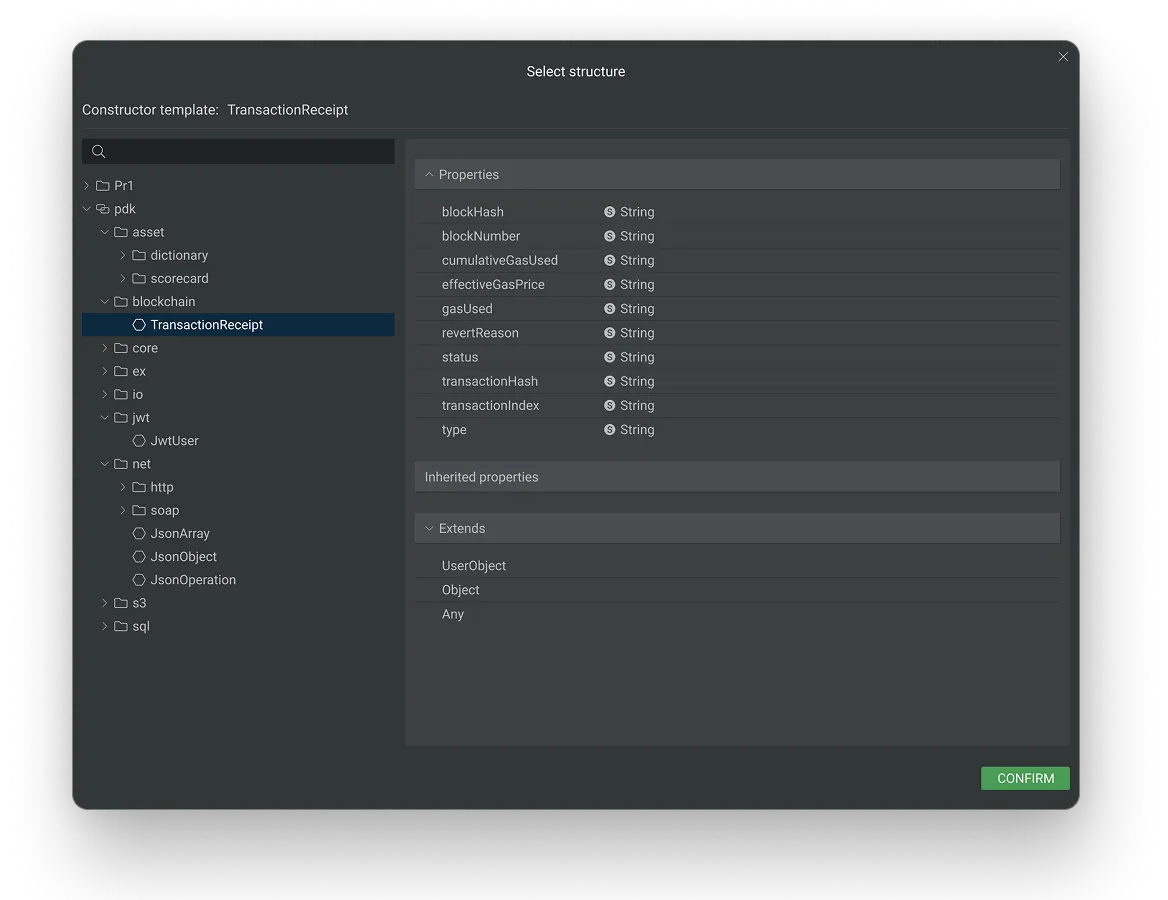 Select structure
Constructor template: TransactionReceipt
Pr1
pdk
asset
dictionary
scorecard
blockchain
TransactionReceipt
core
ex
io
jwt
JwtUser
net
http
soap
JsonArray
JsonObject
JsonOperation
s3
sql
Properties
blockHash S String
blockNumber S String
cumulativeGasUsed S String
effectiveGasPrice S String
gasUsed S String
revertReason S String
status S String
transactionHash S String
transactionIndex S String
type S String
Inherited properties
Extends
UserObject
Object
Any
CONFIRM